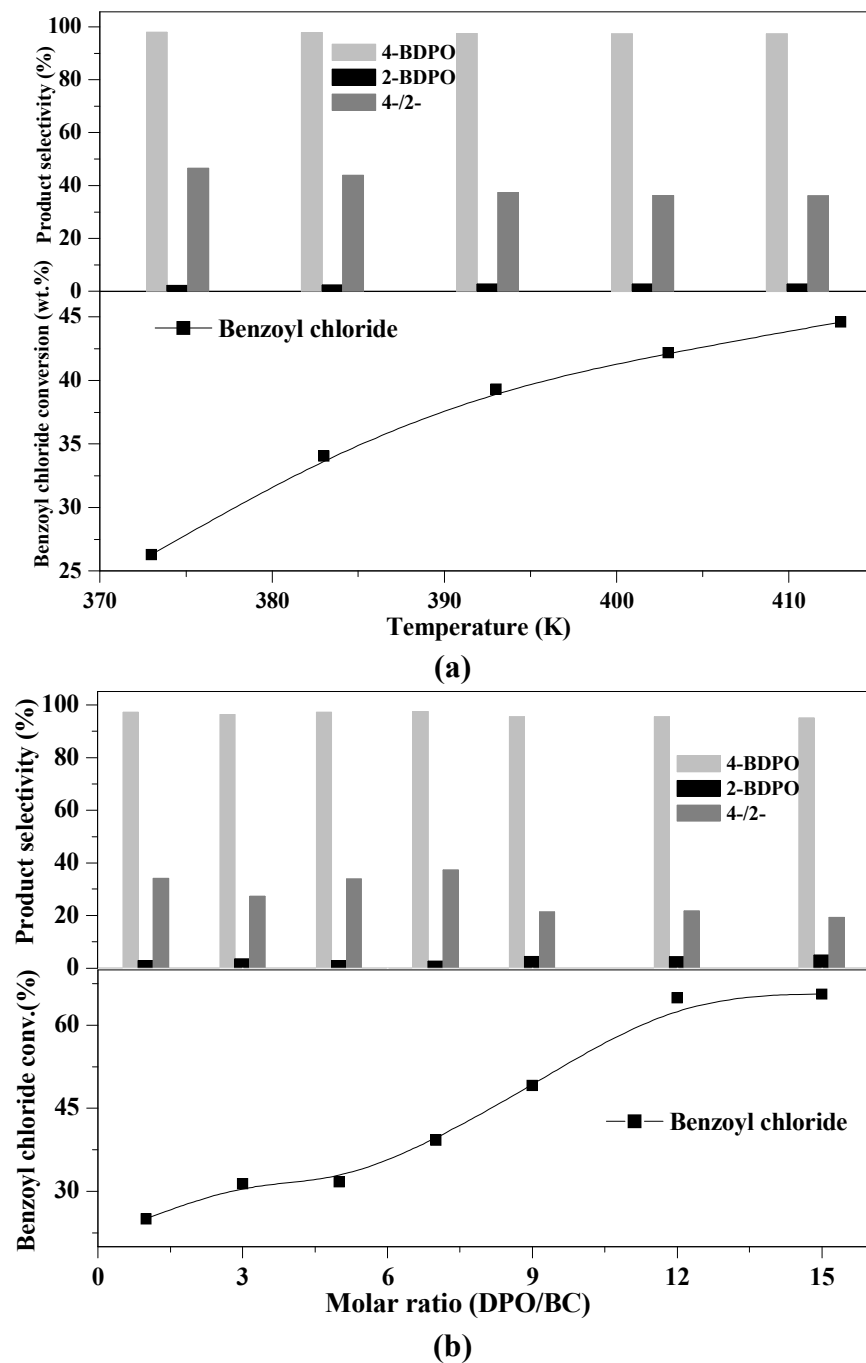 Product selectivity (%)
100
80
60
40
20
0
4-BDPO
2-BDPO
4-/2-
Benzoyl chloride conversion (wt.%)
45
40
35
30
25
Benzoyl chloride
370 380 390 400 410
Temperature (K)
(a)
Product selectivity (%)
100
80
60
40
20
0
4-BDPO
2-BDPO
4-/2-
Benzoyl chloride conv.(%)
60
45
30
Benzoyl chloride
0 3 6 9 12 15
Molar ratio (DPO/BC)
(b)